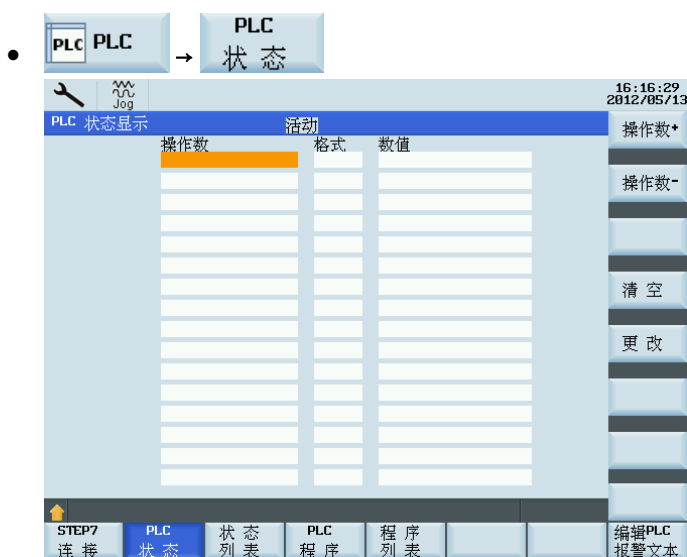 PLC PLC → PLC 状态
Jog
16:16:29
2012/05/13
PLC 状态显示 活动
操作数 格式 数值
操作数+
操作数-
清空
更改
STEP7 连接
PLC 状态
状态列表
PLC 程序
程序列表
编辑PLC 报警文本